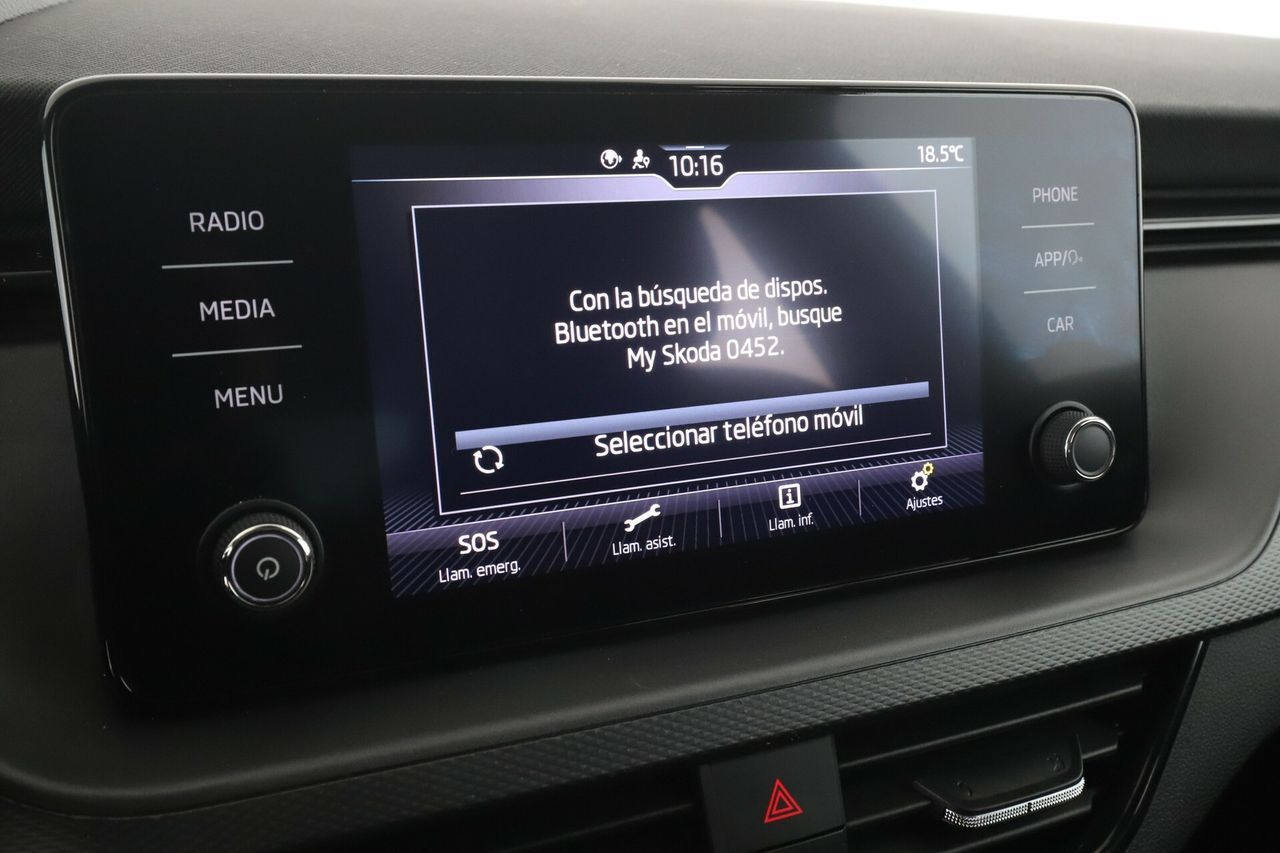 10:16
18.5°C
RADIO
MEDIA
MENU
Con la búsqueda de dispos.
Bluetooth en el móvil, busque
My Skoda 0452.
Seleccionar teléfono móvil
SOS
Llam. emerg.
Llam. asist.
Llam. inf.
Ajustes
PHONE
APP/
CAR